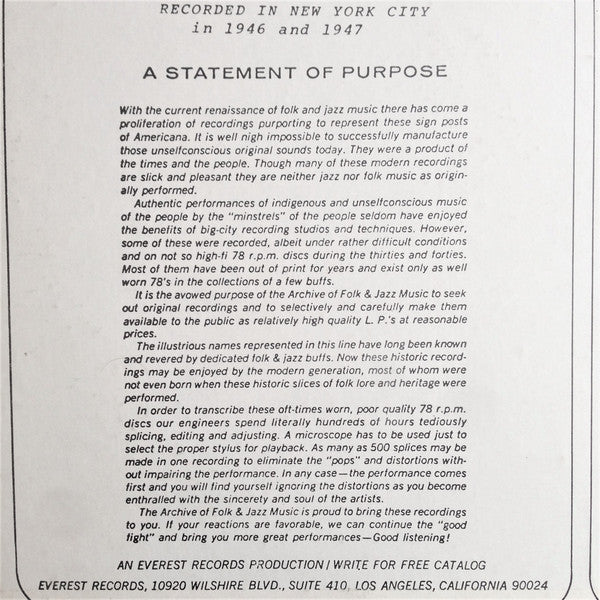 RECORDED IN NEW YORK CITY
in 1946 and 1947
A STATEMENT OF PURPOSE
With the current renaissance of folk and jazz music there has come a
proliferation of recordings purporting to represent these sign posts
of Americana. It is well nigh impossible to successfully manufacture
those unselfconscious original sounds today. They were a product of
the times and the people. Though many of these modern recordings
are slick and pleasant they are neither jazz nor folk music as origin-
ally performed.
Authentic performances of indigenous and unselfconscious music
of the people by the "minstrels" of the people seldom have enjoyed
the benefits of big-city recording studios and techniques. However,
some of these were recorded, albeit under rather difficult conditions
and on not so high-fi 78 r.p.m. discs during the thirties and forties.
Most of them have been out of print for years and exist only as well
worn 78's in the collections of a few buffs.
It is the avowed purpose of the Archive of Folk & Jazz Music to seek
out original recordings and to selectively and carefully make them
available to the public as relatively high quality L. P.'s at reasonable
prices.
The illustrious names represented in this line have long been known
and revered by dedicated folk & jazz buffs. Now these historic record-
ings may be enjoyed by the modern generation, most of whom were
not even born when these historic slices of folk lore and heritage were
performed.
In order to transcribe these oft-times worn, poor quality 78 r.p.m.
discs our engineers spend literally hundreds of hours tediously
splicing, editing and adjusting. A microscope has to be used just to
select the proper stylus for playback. As many as 500 splices may be
made in one recording to eliminate the "pops" and distortions with-
out impairing the performance. In any case—the performance comes
first and you will find yourself ignoring the distortions as you become
enthralled with the sincerety and soul of the artists.
The Archive of Folk & Jazz Music is proud to bring these recordings
to you. If your reactions are favorable, we can continue the "good
fight" and bring you more great performances—Good listening!
AN EVEREST RECORDS PRODUCTION / WRITE FOR FREE CATALOG
EVEREST RECORDS, 10920 WILSHIRE BLVD., SUITE 410, LOS ANGELES, CALIFORNIA 90024